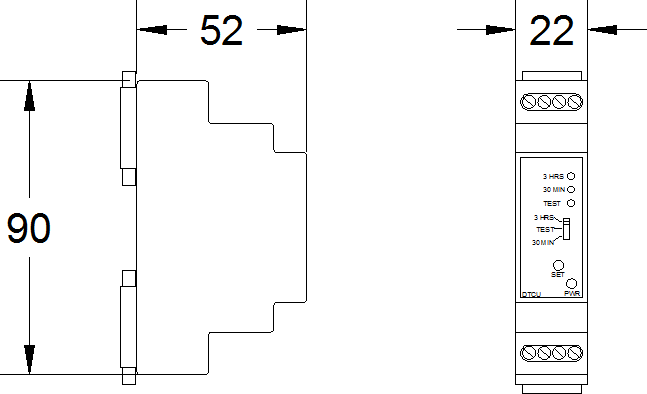 52
22
90
3 HRS
30 MIN
TEST
3 HRS
TEST
30 MIN
SET
DTCU PWR